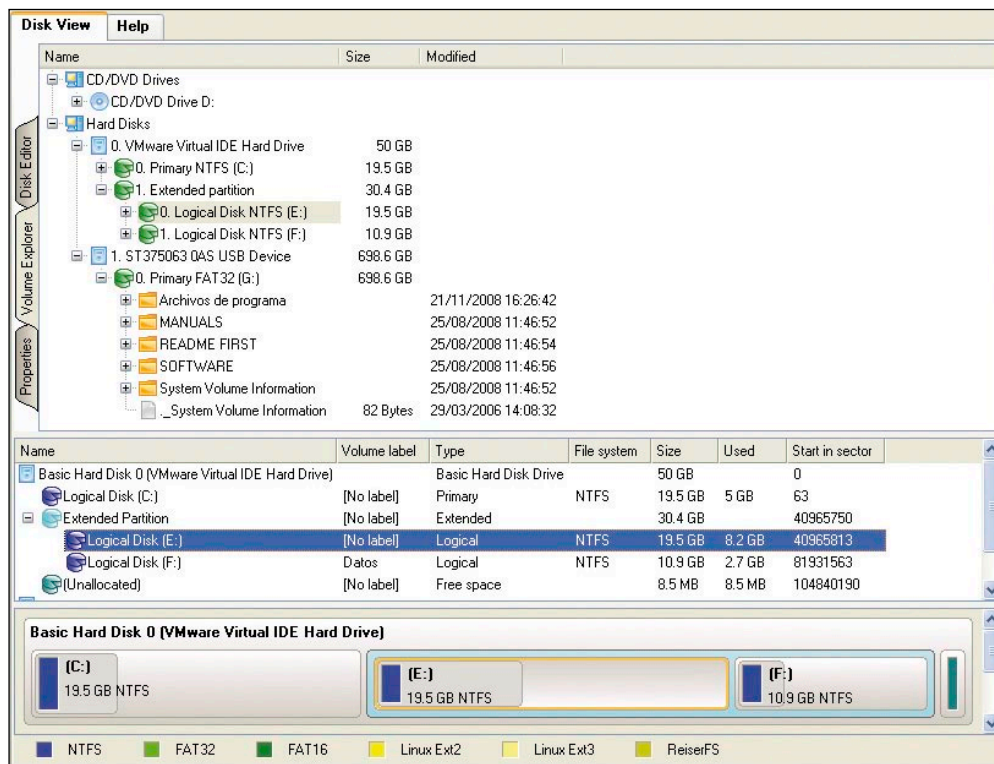 Disk View Help
Name Size Modified
CD/DVD Drives
CD/DVD Drive D:
Hard Disks
0. VMware Virtual IDE Hard Drive 50 GB
0. Primary NTFS (C:) 19.5 GB
1. Extended partition 30.4 GB
0. Logical Disk NTFS (E:) 19.5 GB
1. Logical Disk NTFS (F:) 10.9 GB
1. ST375063 0AS USB Device 698.6 GB
0. Primary FAT32 (G:) 698.6 GB
Archivos de programa 21/11/2008 16:26:42
MANUALS 25/08/2008 11:46:52
README FIRST 25/08/2008 11:46:54
SOFTWARE 25/08/2008 11:46:56
System Volume Information 25/08/2008 11:46:52
._System Volume Information 82 Bytes 29/03/2006 14:08:32
Disk Editor
Volume Explorer
Properties
Name Volume label Type File system Size Used Start in sector
Basic Hard Disk 0 (VMware Virtual IDE Hard Drive) Basic Hard Disk Drive 50 GB 0
Logical Disk (C:) [No label] Primary NTFS 19.5 GB 5 GB 63
Extended Partition [No label] Extended 30.4 GB 40965750
Logical Disk (E:) [No label] Logical NTFS 19.5 GB 8.2 GB 40965813
Logical Disk (F:) Datos Logical NTFS 10.9 GB 2.7 GB 81931563
(Unallocated) [No label] Free space 8.5 MB 8.5 MB 104840190
Basic Hard Disk 0 (VMware Virtual IDE Hard Drive)
(C:) (E:) (F:)
19.5 GB NTFS 19.5 GB NTFS 10.9 GB NTFS
NTFS FAT32 FAT16 Linux Ext2 Linux Ext3 ReiserFS